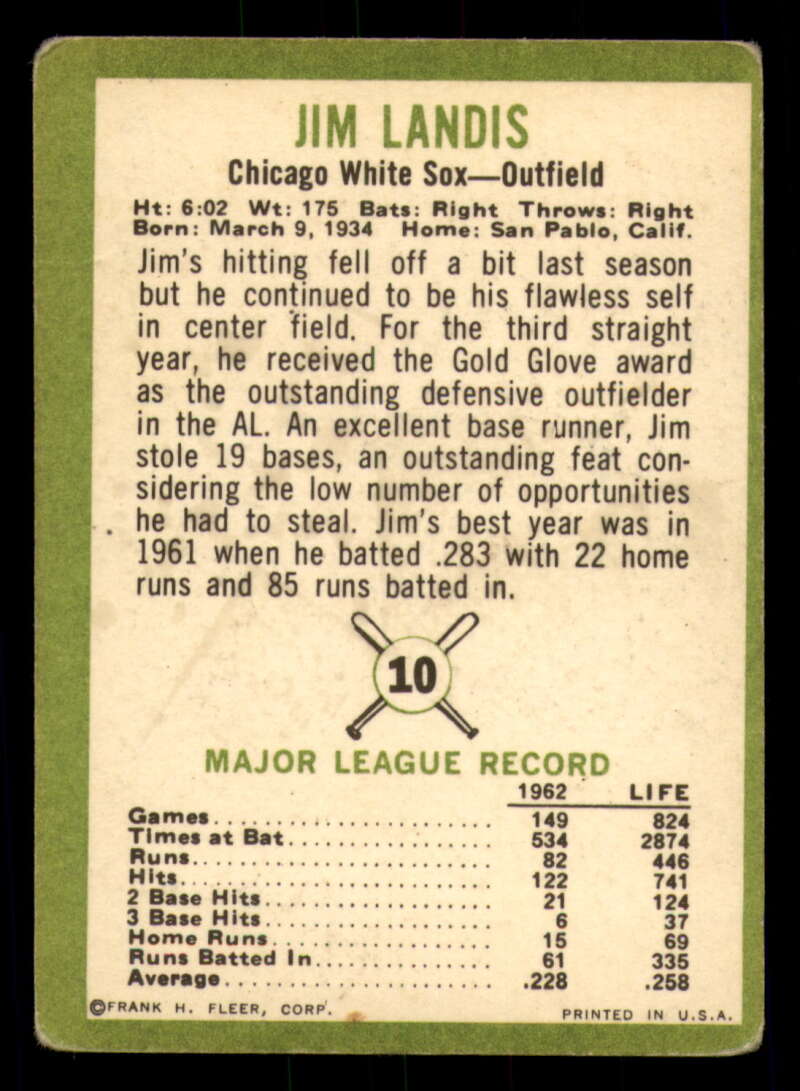 JIM LANDIS
Chicago White Sox—Outfield
Ht: 6:02 Wt: 175 Bats: Right Throws: Right
Born: March 9, 1934 Home: San Pablo, Calif.
Jim's hitting fell off a bit last season
but he continued to be his flawless self
in center field. For the third straight
year, he received the Gold Glove award
as the outstanding defensive outfielder
in the AL. An excellent base runner, Jim
stole 19 bases, an outstanding feat con-
sidering the low number of opportunities
he had to steal. Jim's best year was in
1961 when he batted .283 with 22 home
runs and 85 runs batted in.
10
MAJOR LEAGUE RECORD
1962 LIFE
Games........................ 149 824
Times at Bat.................. 534 2874
Runs.......................... 82 446
Hits........................... 122 741
2 Base Hits.................... 21 124
3 Base Hits.................... 6 37
Home Runs................... 15 69
Runs Batted In............... 61 335
Average....................... .228 .258
©FRANK H. FLEER, CORP. PRINTED IN U.S.A.